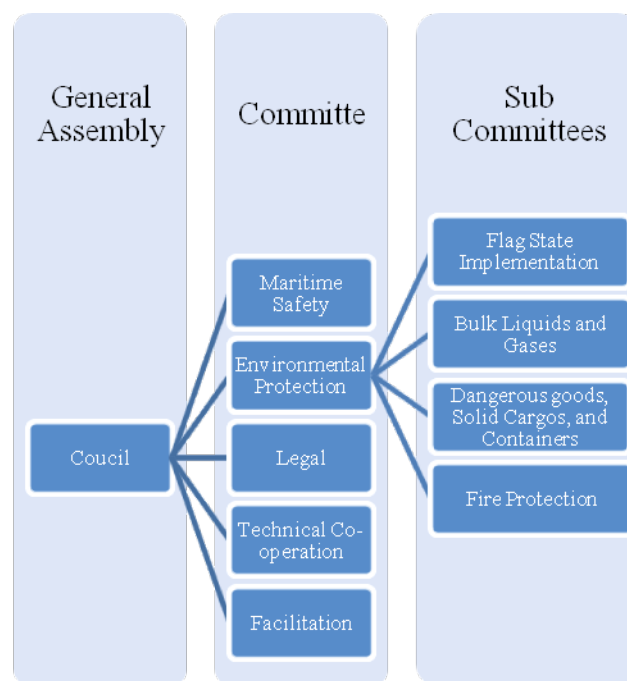 General
Assembly
Committe
Sub
Committees
Coucil
Maritime
Safety
Environmental
Protection
Legal
Technical Co-
operation
Facilitation
Flag State
Implementation
Bulk Liquids and
Gases
Dangerous goods,
Solid Cargos, and
Containers
Fire Protection